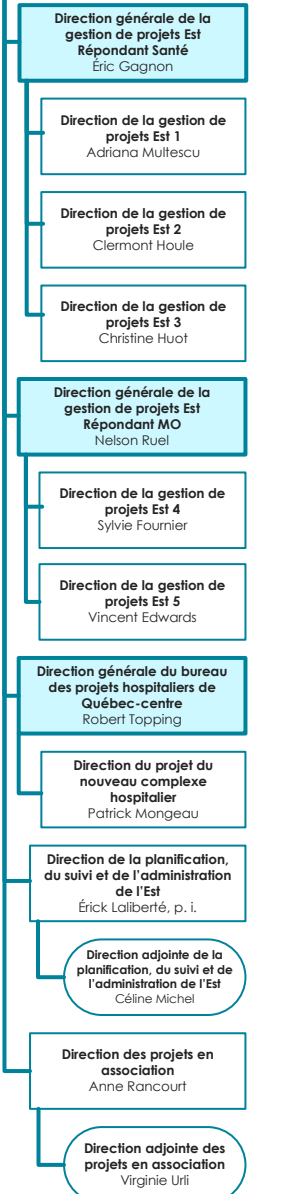 Direction générale de la
gestion de projets Est
Répondant Santé
Éric Gagnon
Direction de la gestion de
projets Est 1
Adriana Multescu
Direction de la gestion de
projets Est 2
Clermont Houle
Direction de la gestion de
projets Est 3
Christine Huot
Direction générale de la
gestion de projets Est
Répondant MO
Nelson Ruel
Direction de la gestion de
projets Est 4
Sylvie Fournier
Direction de la gestion de
projets Est 5
Vincent Edwards
Direction générale du bureau
des projets hospitaliers de
Québec-centre
Robert Topping
Direction du projet du
nouveau complexe
hospitalier
Patrick Mongeau
Direction de la planification,
du suivi et de l'administration
de l'Est
Érick Laliberté, p. i.
Direction adjointe de la
planification, du suivi et de
l'administration de l'Est
Céline Michel
Direction des projets en
association
Anne Rancourt
Direction adjointe des
projets en association
Virginie Urli